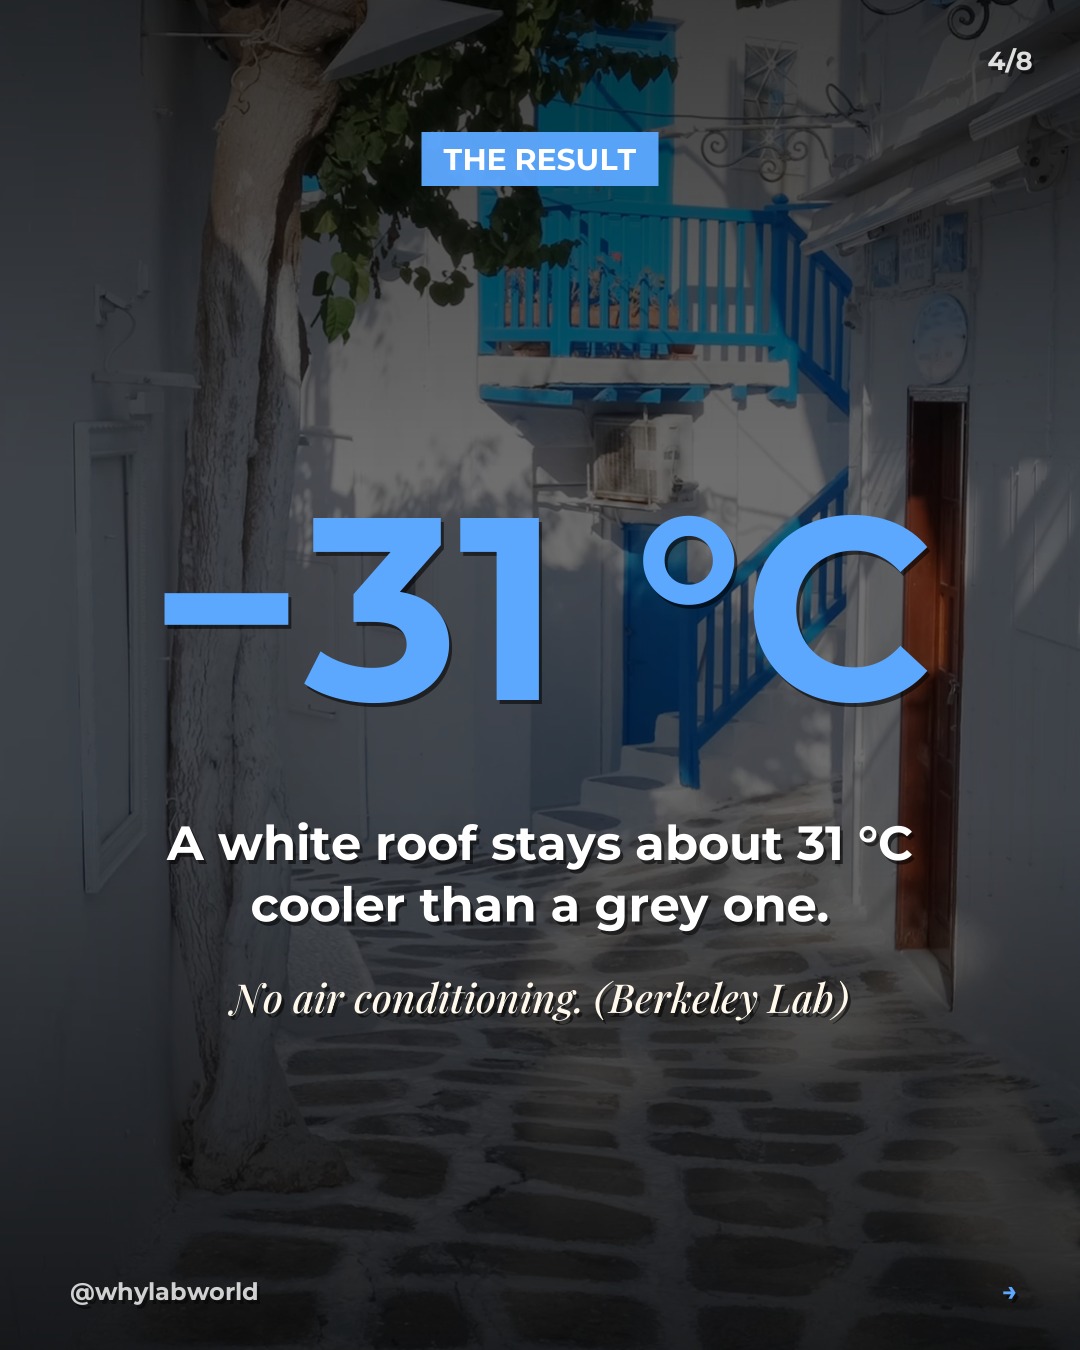 4/8
THE RESULT
–31 °C
A white roof stays about 31 °C
cooler than a grey one.
No air conditioning. (Berkeley Lab)
@whylabworld
→